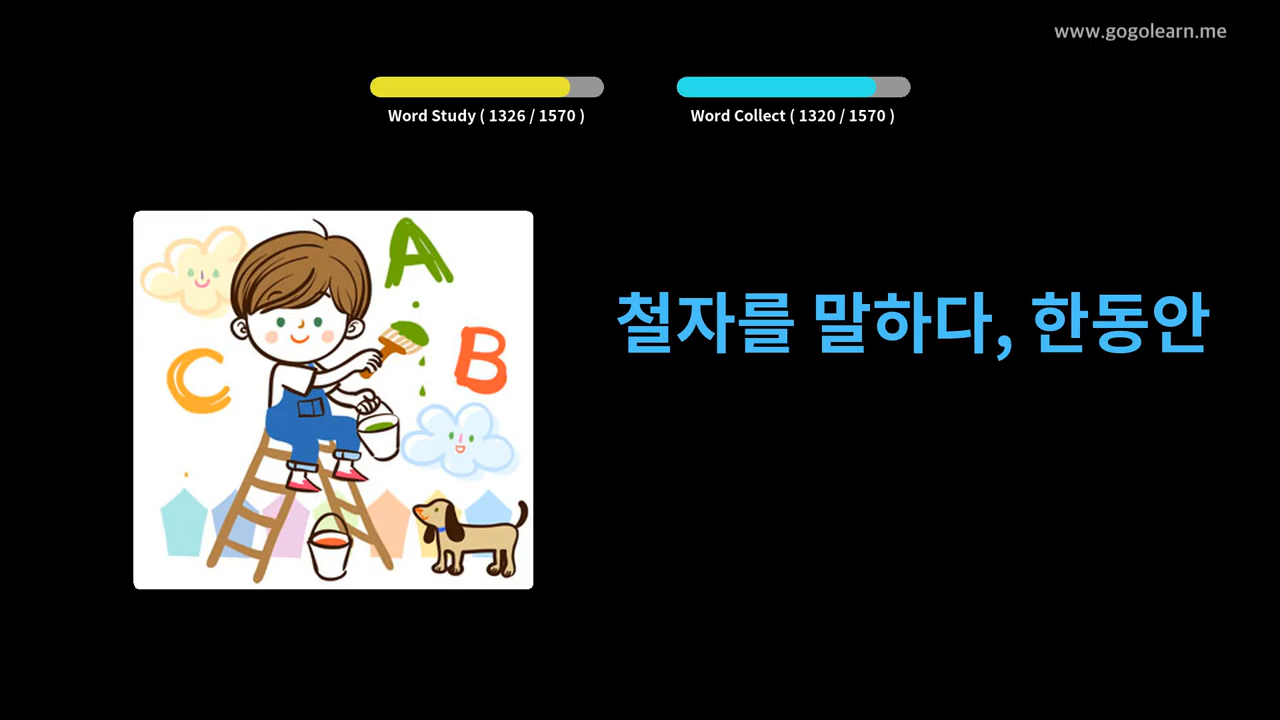 www.gogolearn.me
Word Study ( 1326 / 1570 )
Word Collect ( 1320 / 1570 )
A
B
C
철자를 말하다, 한동안